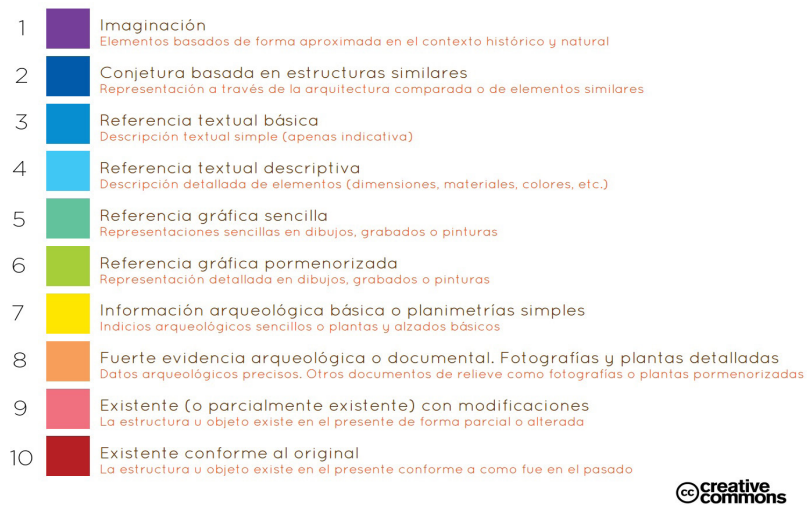 1 Imaginación
Elementos basados de forma aproximada en el contexto histórico y natural
2 Conjetura basada en estructuras similares
Representación a través de la arquitectura comparada o de elementos similares
3 Referencia textual básica
Descripción textual simple (apenas indicativa)
4 Referencia textual descriptiva
Descripción detallada de elementos (dimensiones, materiales, colores, etc.)
5 Referencia gráfica sencilla
Representaciones sencillas en dibujos, grabados o pinturas
6 Referencia gráfica pormenorizada
Representación detallada en dibujos, grabados o pinturas
7 Información arqueológica básica o planimetrías simples
Indicios arqueológicos sencillos o plantas y alzados básicos
8 Fuerte evidencia arqueológica o documental. Fotografías y plantas detalladas
Datos arqueológicos precisos. Otros documentos de relieve como fotografías o plantas pormenorizadas
9 Existente (o parcialmente existente) con modificaciones
La estructura u objeto existe en el presente de forma parcial o alterada
10 Existente conforme al original
La estructura u objeto existe en el presente conforme a como fue en el pasado
cc creative
commons